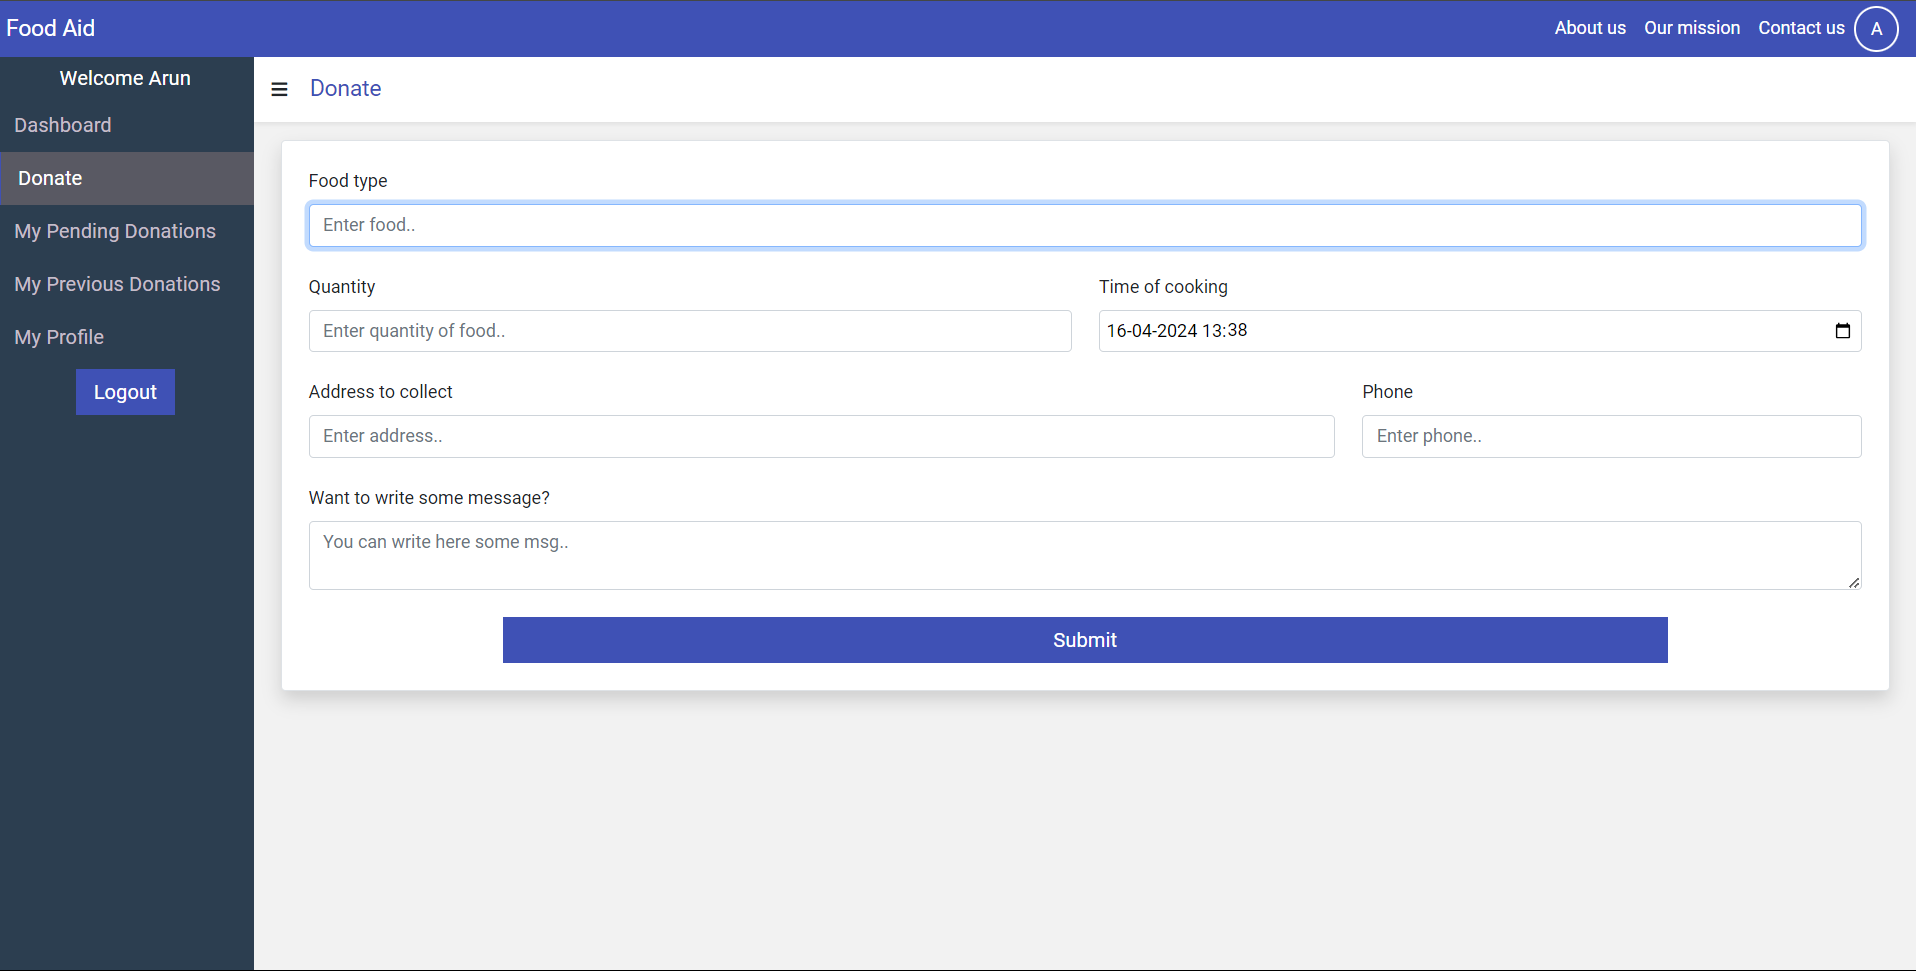 Food Aid
About us Our mission Contact us A
Welcome Arun
Dashboard
Donate
My Pending Donations
My Previous Donations
My Profile
Logout
Donate
Food type
Enter food..
Quantity Time of cooking
Enter quantity of food.. 16-04-2024 13:38
Address to collect Phone
Enter address.. Enter phone..
Want to write some message?
You can write here some msg..
Submit